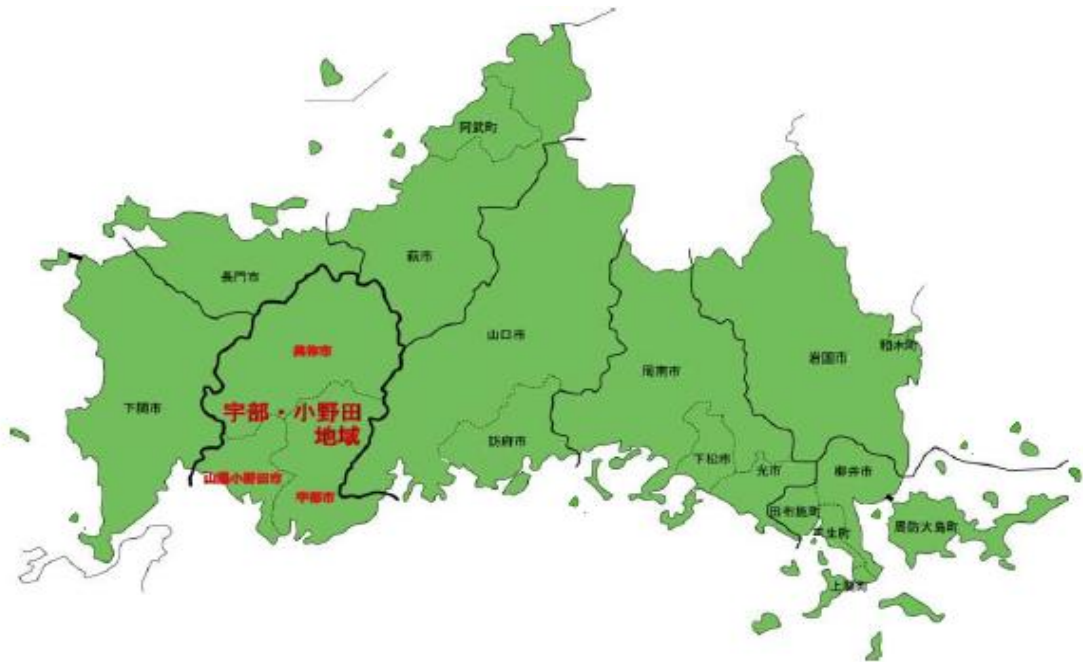 阿武町
萩市
長門市
山口市
美祢市
岩国市
和木町
周南市
下関市
宇部・小野田
地域
防府市
下松市
光市
柳井市
山陽小野田市
宇部市
田布施町
周防大島町
平生町
上関町